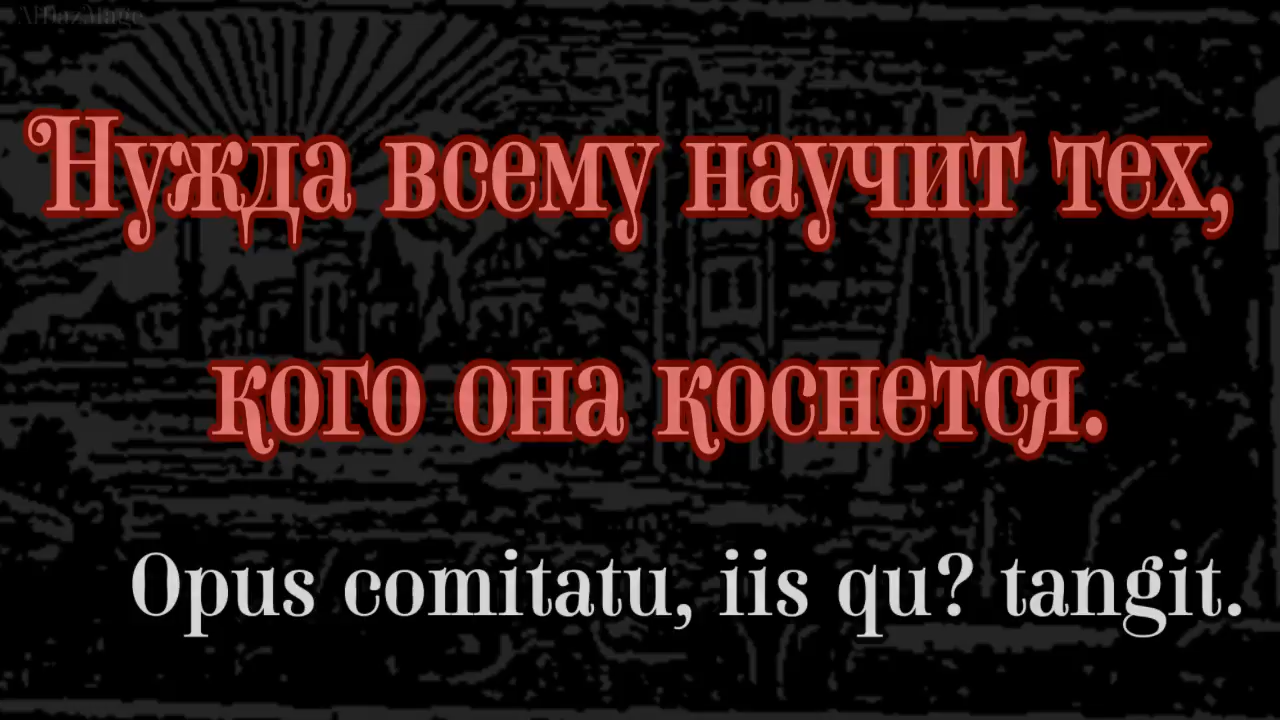 Нужда всему научит тех,
кого она коснется.
Opus comitatu, iis qu? tangit.